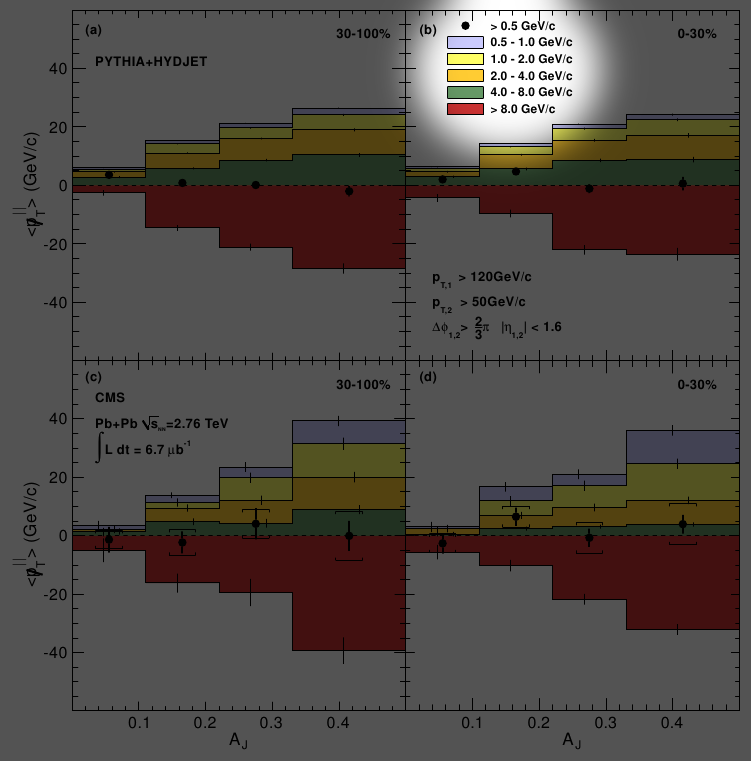 (a)
30-100%
PYTHIA+HYDJET
(b)
0-30%
> 0.5 GeV/c
0.5 - 1.0 GeV/c
1.0 - 2.0 GeV/c
2.0 - 4.0 GeV/c
4.0 - 8.0 GeV/c
> 8.0 GeV/c
40
20
0
-20
-40
(GeV/c)
p_T,1 > 120GeV/c
p_T,2 > 50GeV/c
Δϕ_1,2 > 2/3 π |η_1,2| < 1.6
(c)
30-100%
CMS
Pb+Pb √s_NN=2.76 TeV
∫ L dt = 6.7 μb^-1
(d)
0-30%
40
20
0
-20
-40
(GeV/c)
0.1 0.2 0.3 0.4
A_J
0.1 0.2 0.3 0.4
A_J